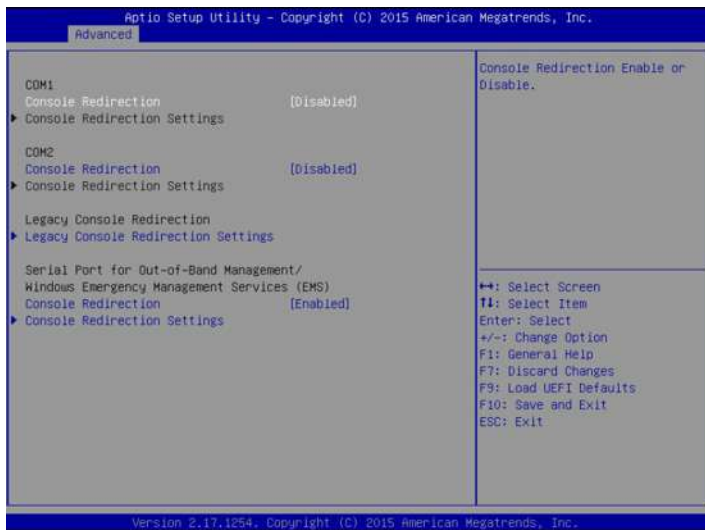 Aptio Setup Utility – Copyright (C) 2015 American Megatrends, Inc.
Advanced
COM1
Console Redirection [Disabled]
▶ Console Redirection Settings
COM2
Console Redirection [Disabled]
▶ Console Redirection Settings
Legacy Console Redirection
▶ Legacy Console Redirection Settings
Serial Port for Out-of-Band Management/
Windows Emergency Management Services (EMS)
Console Redirection [Enabled]
▶ Console Redirection Settings
Console Redirection Enable or
Disable.
↔: Select Screen
↑↓: Select Item
Enter: Select
+/-: Change Option
F1: General Help
F7: Discard Changes
F9: Load UEFI Defaults
F10: Save and Exit
ESC: Exit
Version 2.17.1254. Copyright (C) 2015 American Megatrends, Inc.